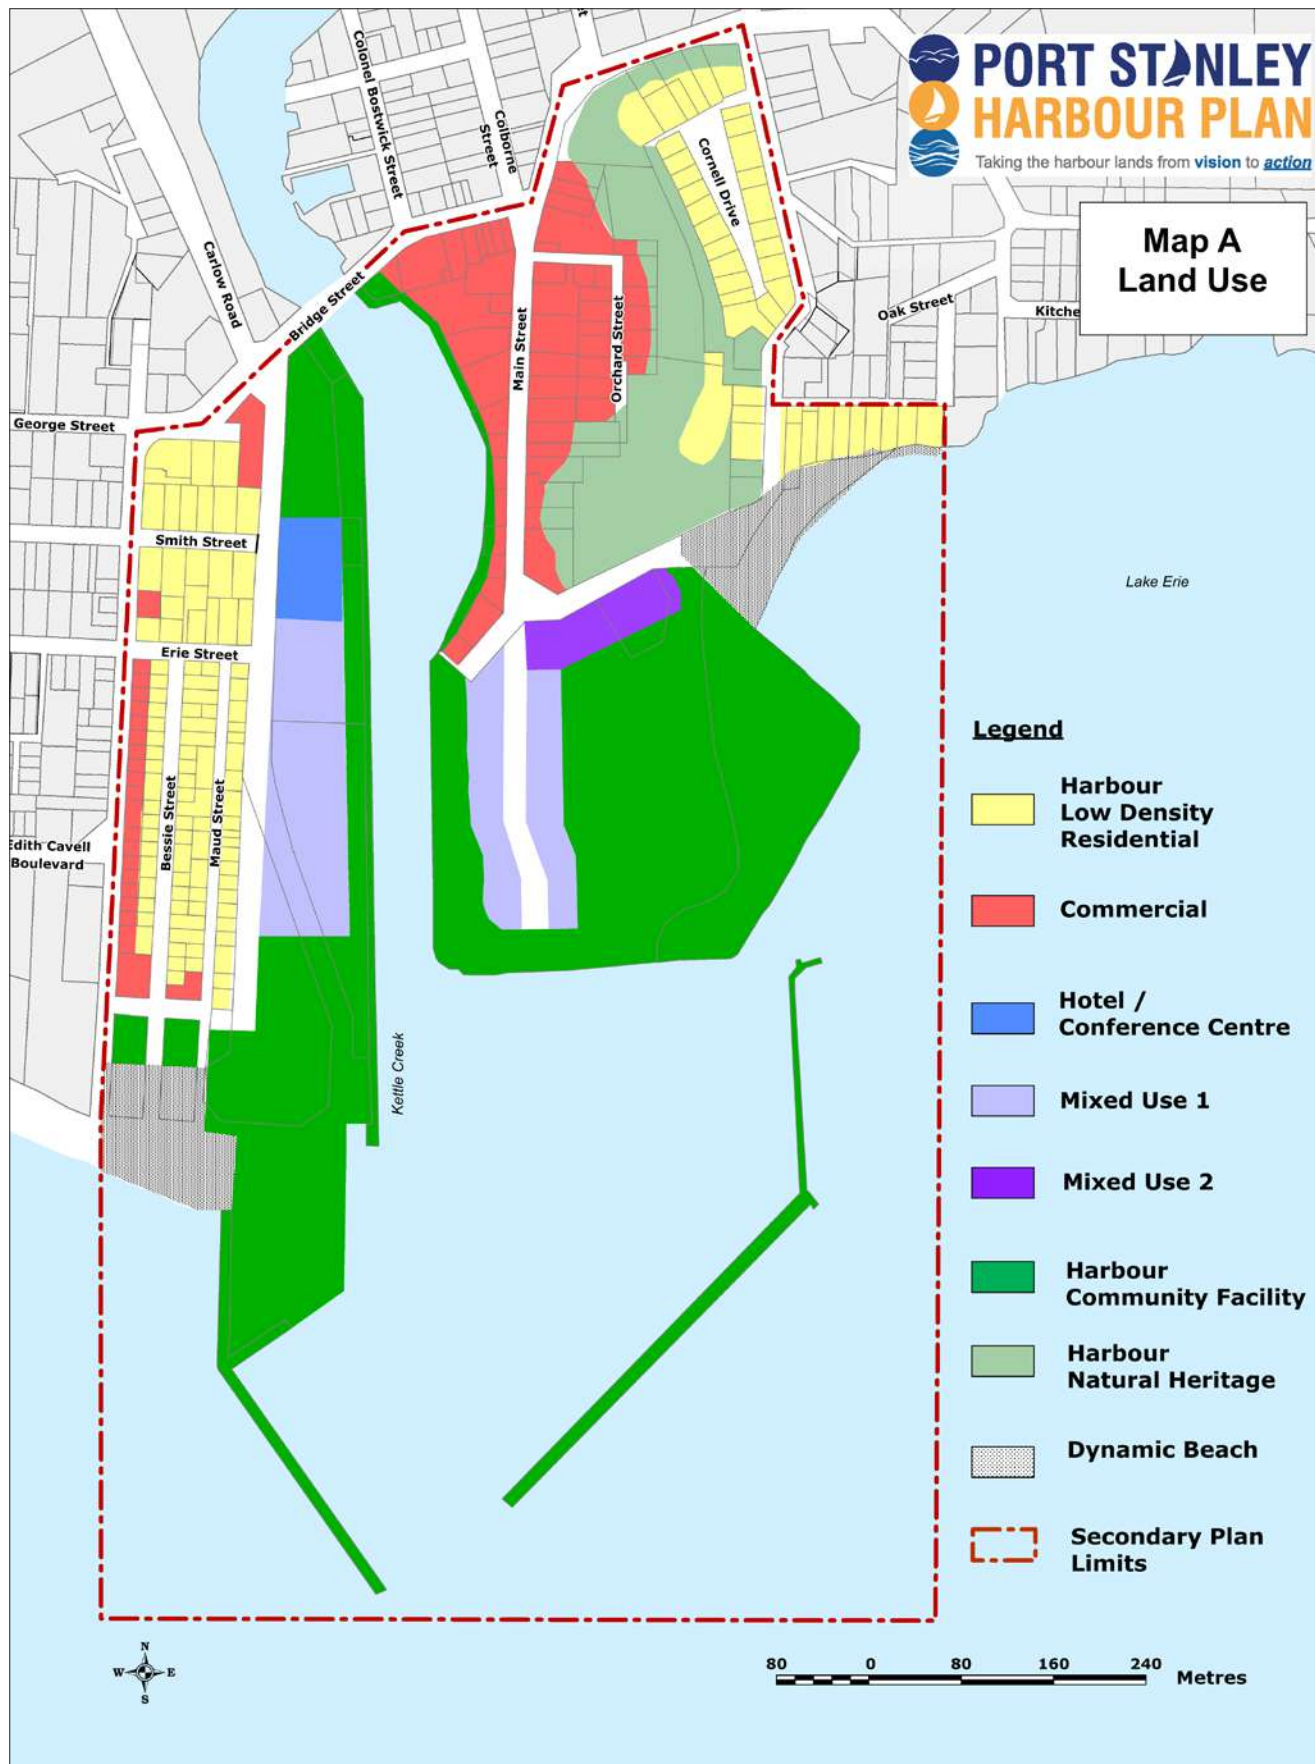 Colonel Bostwick Street
Colborne
Street
PORT STANLEY
HARBOUR PLAN
Taking the harbour lands from vision to action
Map A
Land Use
Cornell Drive
Carlow Road
Bridge Street
Main Street
Orchard Street
Oak Street
Kitche
George Street
Smith Street
Erie Street
Lake Erie
Bessie Street
Maud Street
Edith Cavell
Boulevard
Kettle Creek
Legend
Harbour
Low Density
Residential
Commercial
Hotel /
Conference Centre
Mixed Use 1
Mixed Use 2
Harbour
Community Facility
Harbour
Natural Heritage
Dynamic Beach
Secondary Plan
Limits
N
W
E
S
80 0 80 160 240
Metres